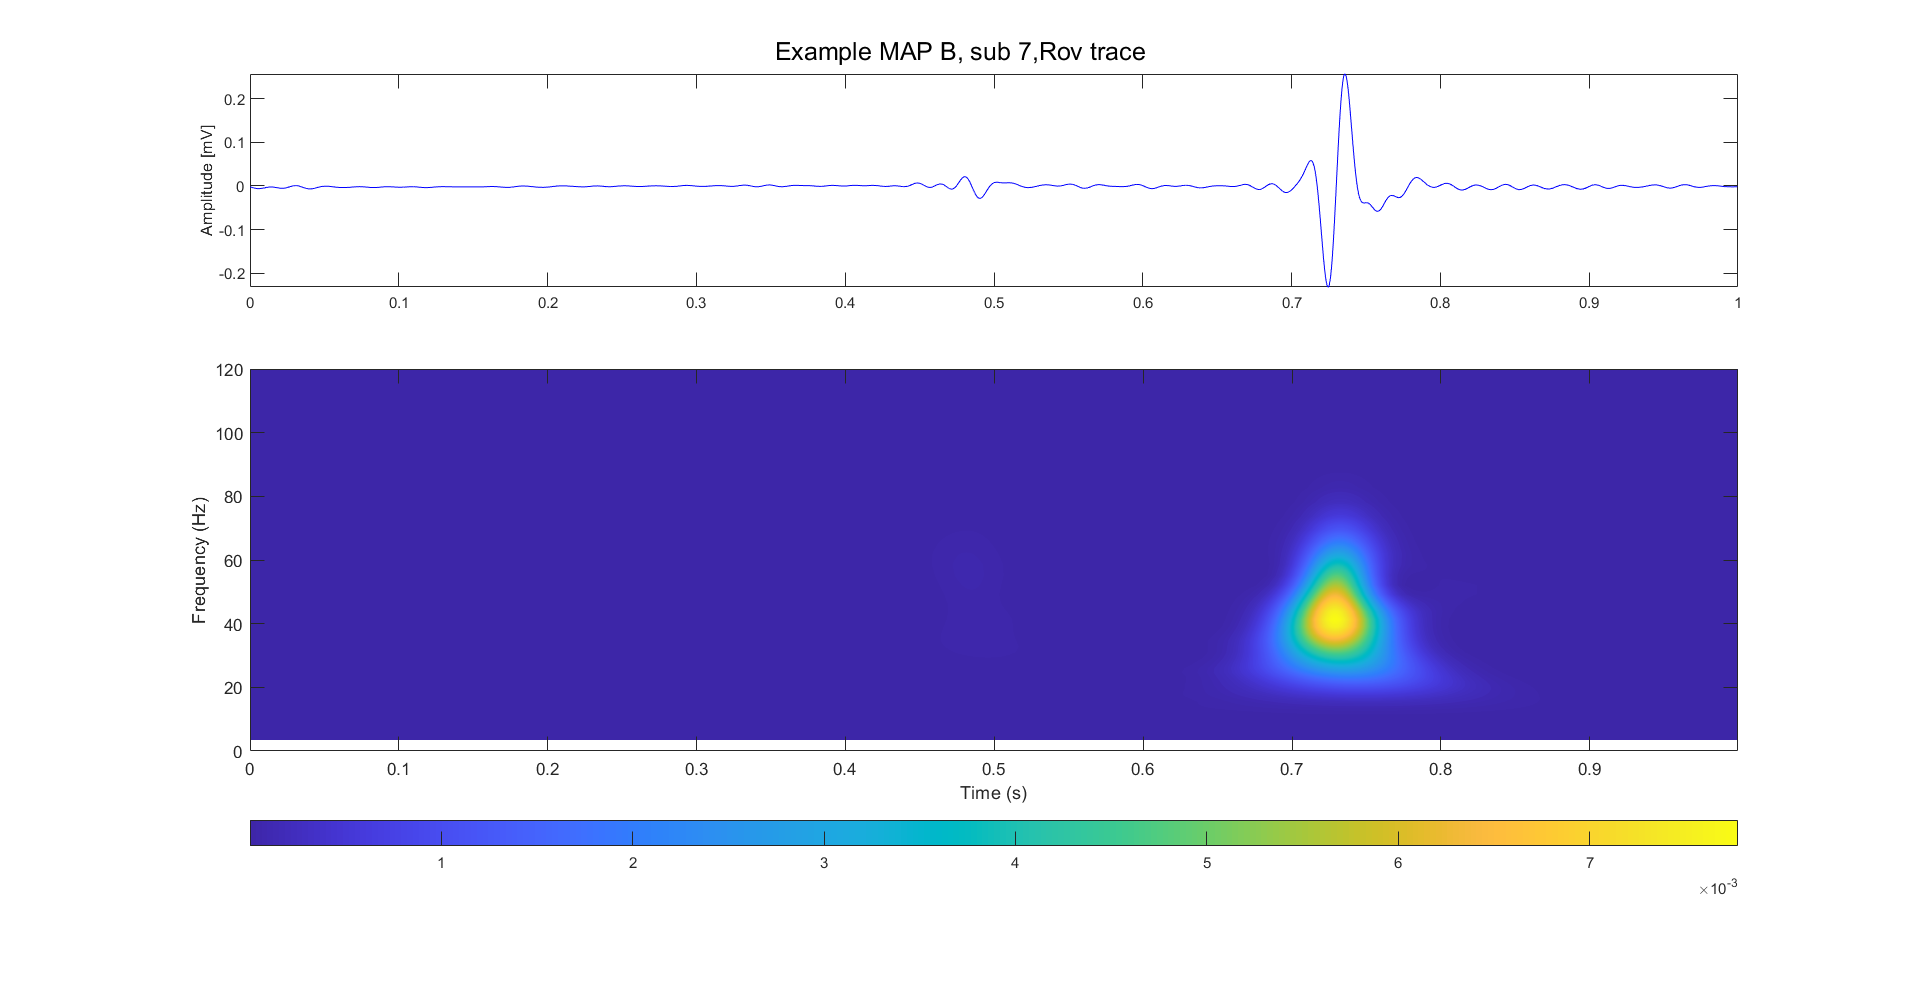 Example MAP B, sub 7,Rov trace
Amplitude [mV]
0.2
0.1
0
-0.1
-0.2
0 0.1 0.2 0.3 0.4 0.5 0.6 0.7 0.8 0.9 1
Frequency (Hz)
120
100
80
60
40
20
0
0 0.1 0.2 0.3 0.4 0.5 0.6 0.7 0.8 0.9
Time (s)
1 2 3 4 5 6 7
×10-3